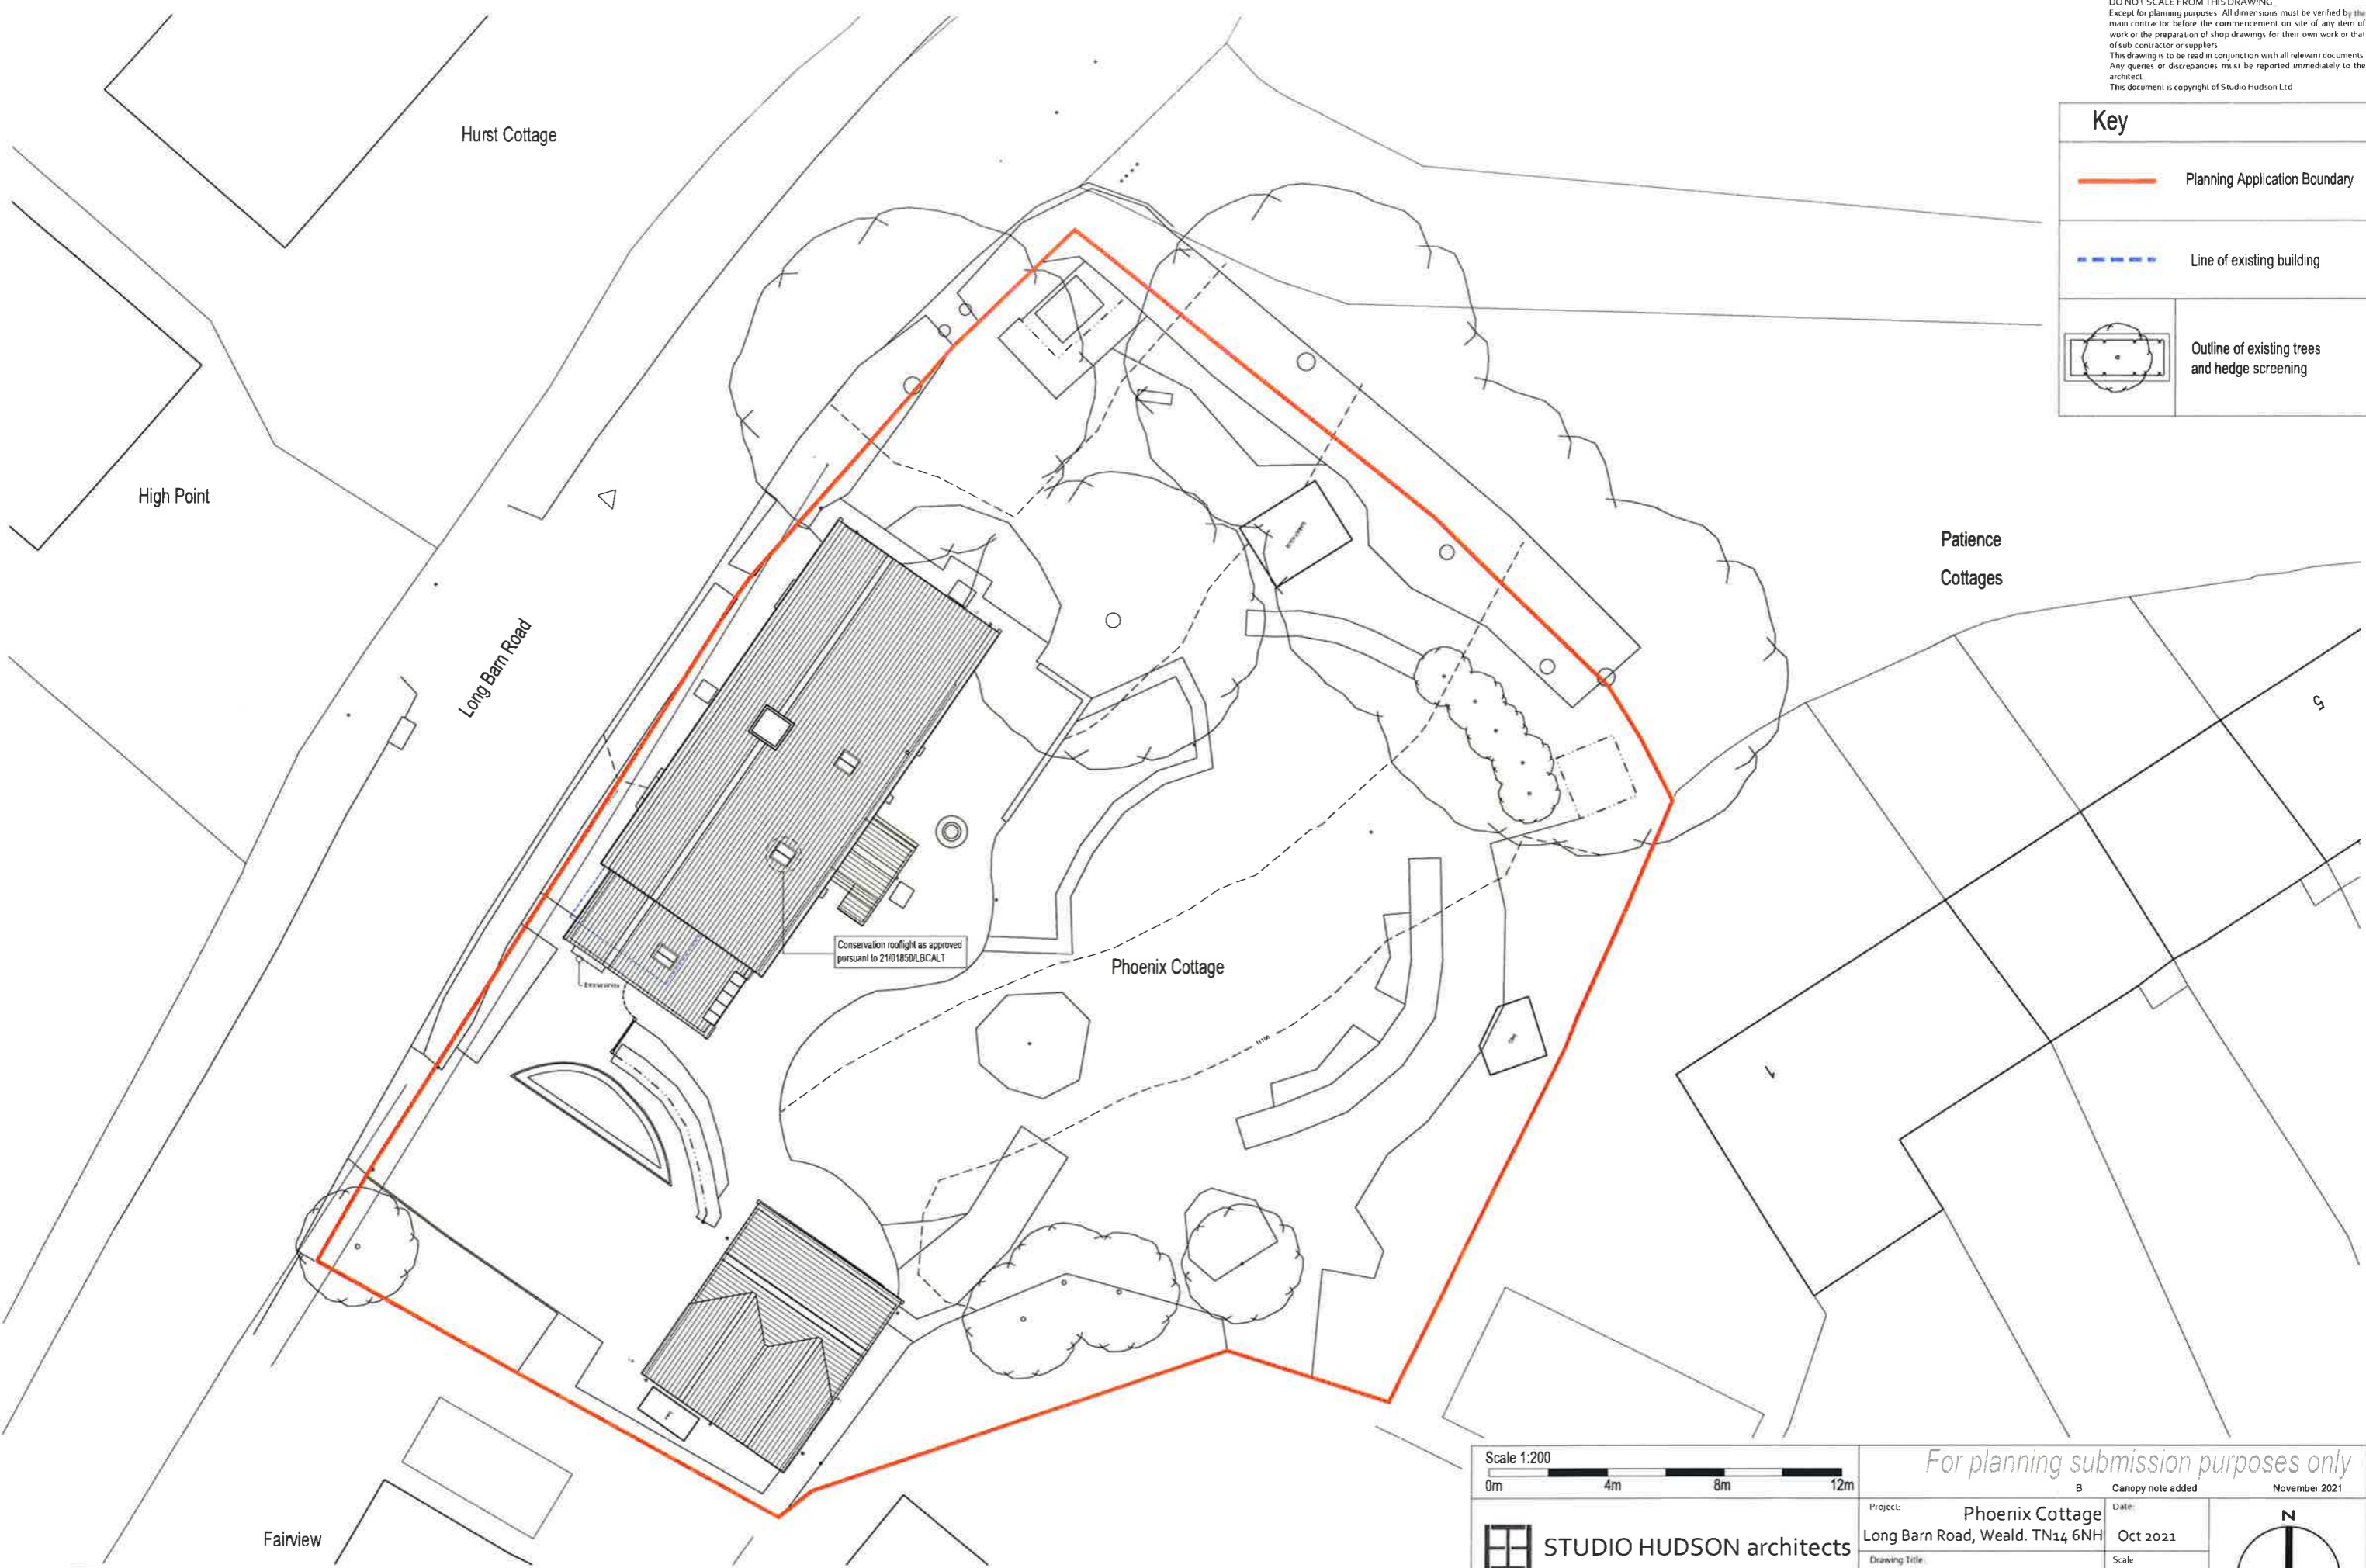 DO NOT SCALE FROM THIS DRAWING
Except for planning purposes All dimensions must be verified by the
main contractor before the commencement on site of any item of
work or the preparation of shop drawings for their own work or that
of sub contractor or suppliers
This drawing is to be read in conjunction with all relevant documents
Any queries or discrepancies must be reported immediately to the
architect
This document is copyright of Studio Hudson Ltd
Key
Planning Application Boundary
Line of existing building
Outline of existing trees
and hedge screening
Hurst Cottage
High Point
Long Barn Road
Patience
Cottages
5
1
Conservation rooflight as approved
pursuant to 21/01850/LBCALT
Phoenix Cottage
Fairview
Scale 1:200
0m 4m 8m 12m
For planning submission purposes only
B Canopy note added November 2021
STUDIO HUDSON architects
Project: Phoenix Cottage
Long Barn Road, Weald. TN14 6NH
Date:
Oct 2021
N
Drawing Title:
Scale